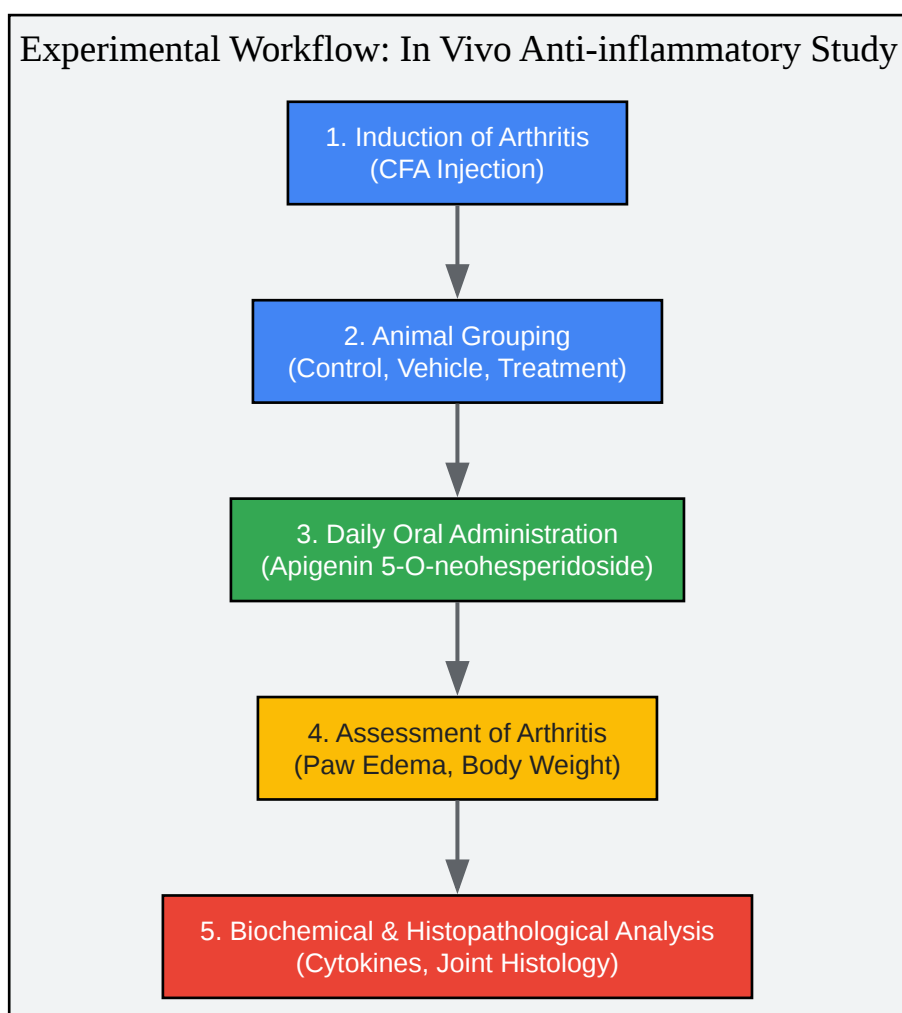 Experimental Workflow: In Vivo Anti-inflammatory Study
1. Induction of Arthritis
(CFA Injection)
2. Animal Grouping
(Control, Vehicle, Treatment)
3. Daily Oral Administration
(Apigenin 5-O-neohesperidoside)
4. Assessment of Arthritis
(Paw Edema, Body Weight)
5. Biochemical & Histopathological Analysis
(Cytokines, Joint Histology)